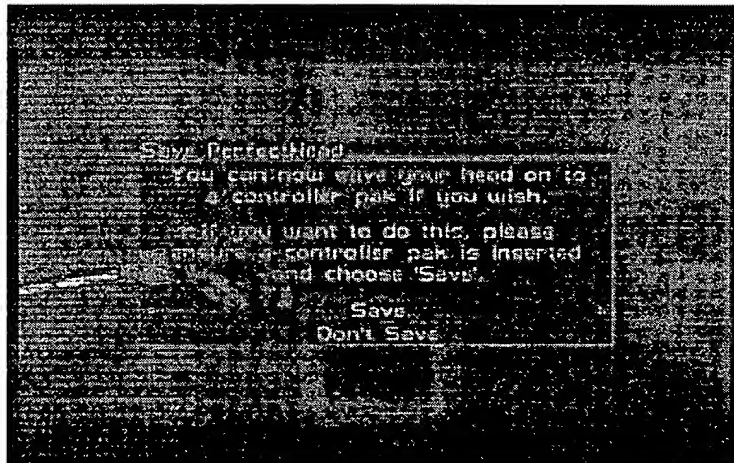 Save PerfectHead
You can now save your head on to
a controller pak if you wish.
If you want to do this, please
ensure a controller pak is inserted
and choose 'Save'.
Save
Don't Save